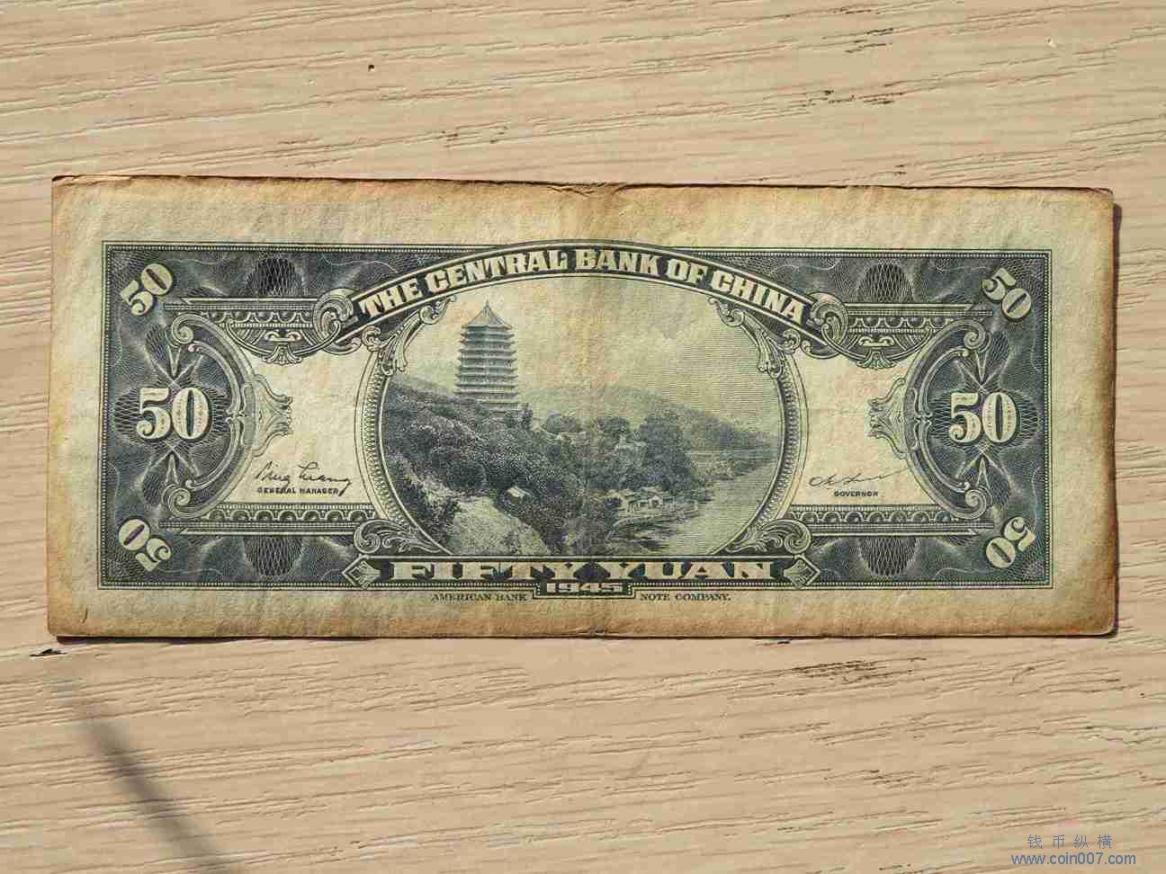 THE CENTRAL BANK OF CHINA
50
50
50
50
GENERAL MANAGER
GOVERNOR
50
50
FIFTY YUAN
1945
AMERICAN BANK NOTE COMPANY.
钱币纵横
www.coin007.com